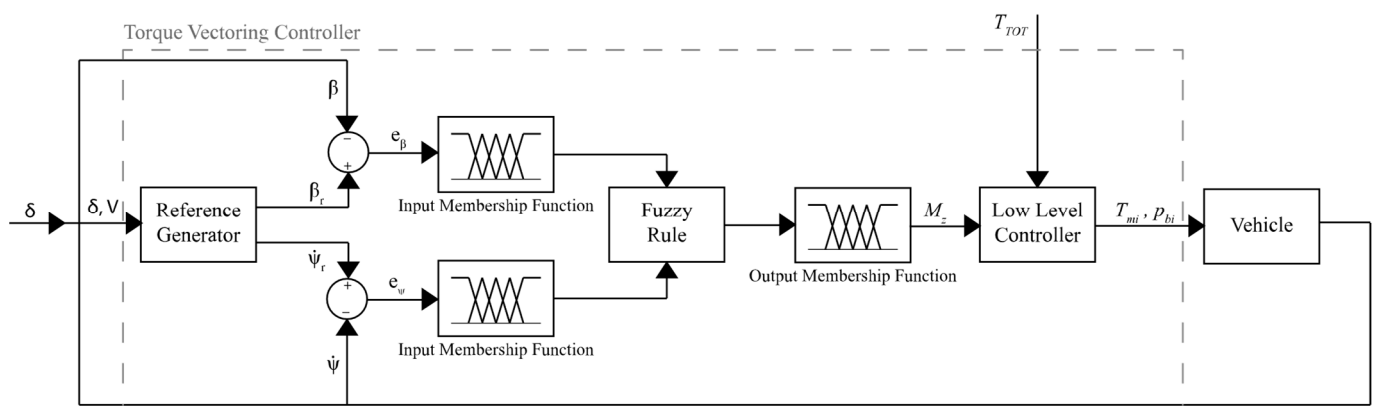 Torque Vectoring Controller
T_TOT
β
−
+
e_β
Input Membership Function
δ
δ, V
Reference
Generator
β_r
ψ̇_r
+
−
e_ψ
Input Membership Function
ψ̇
Fuzzy
Rule
Output Membership Function
M_z
Low Level
Controller
T_mi , p_bi
Vehicle